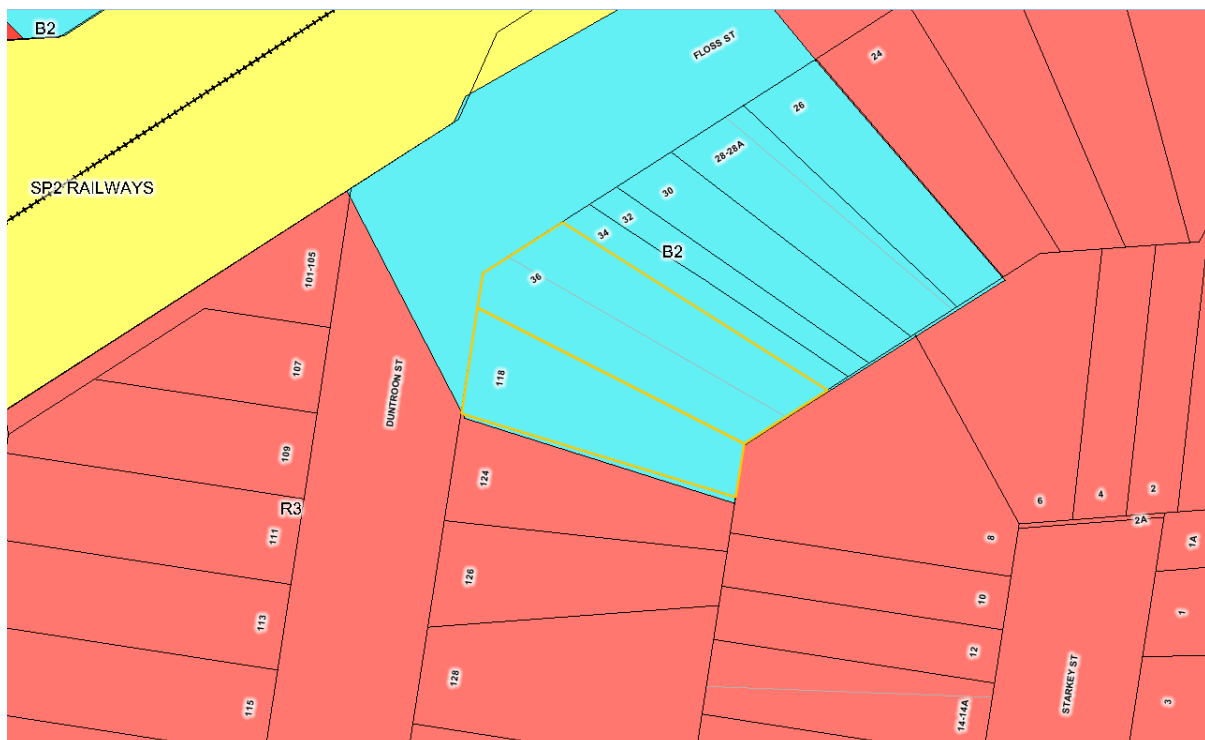 B2
FLOSS ST
24
26
28-28A
SP2 RAILWAYS
30
32
34
B2
36
101-105
107
118
DUNTROON ST
109
124
R3
111
6
4
2
2A
8
1A
126
10
113
1
12
128
STARKEY ST
115
14-14A
3